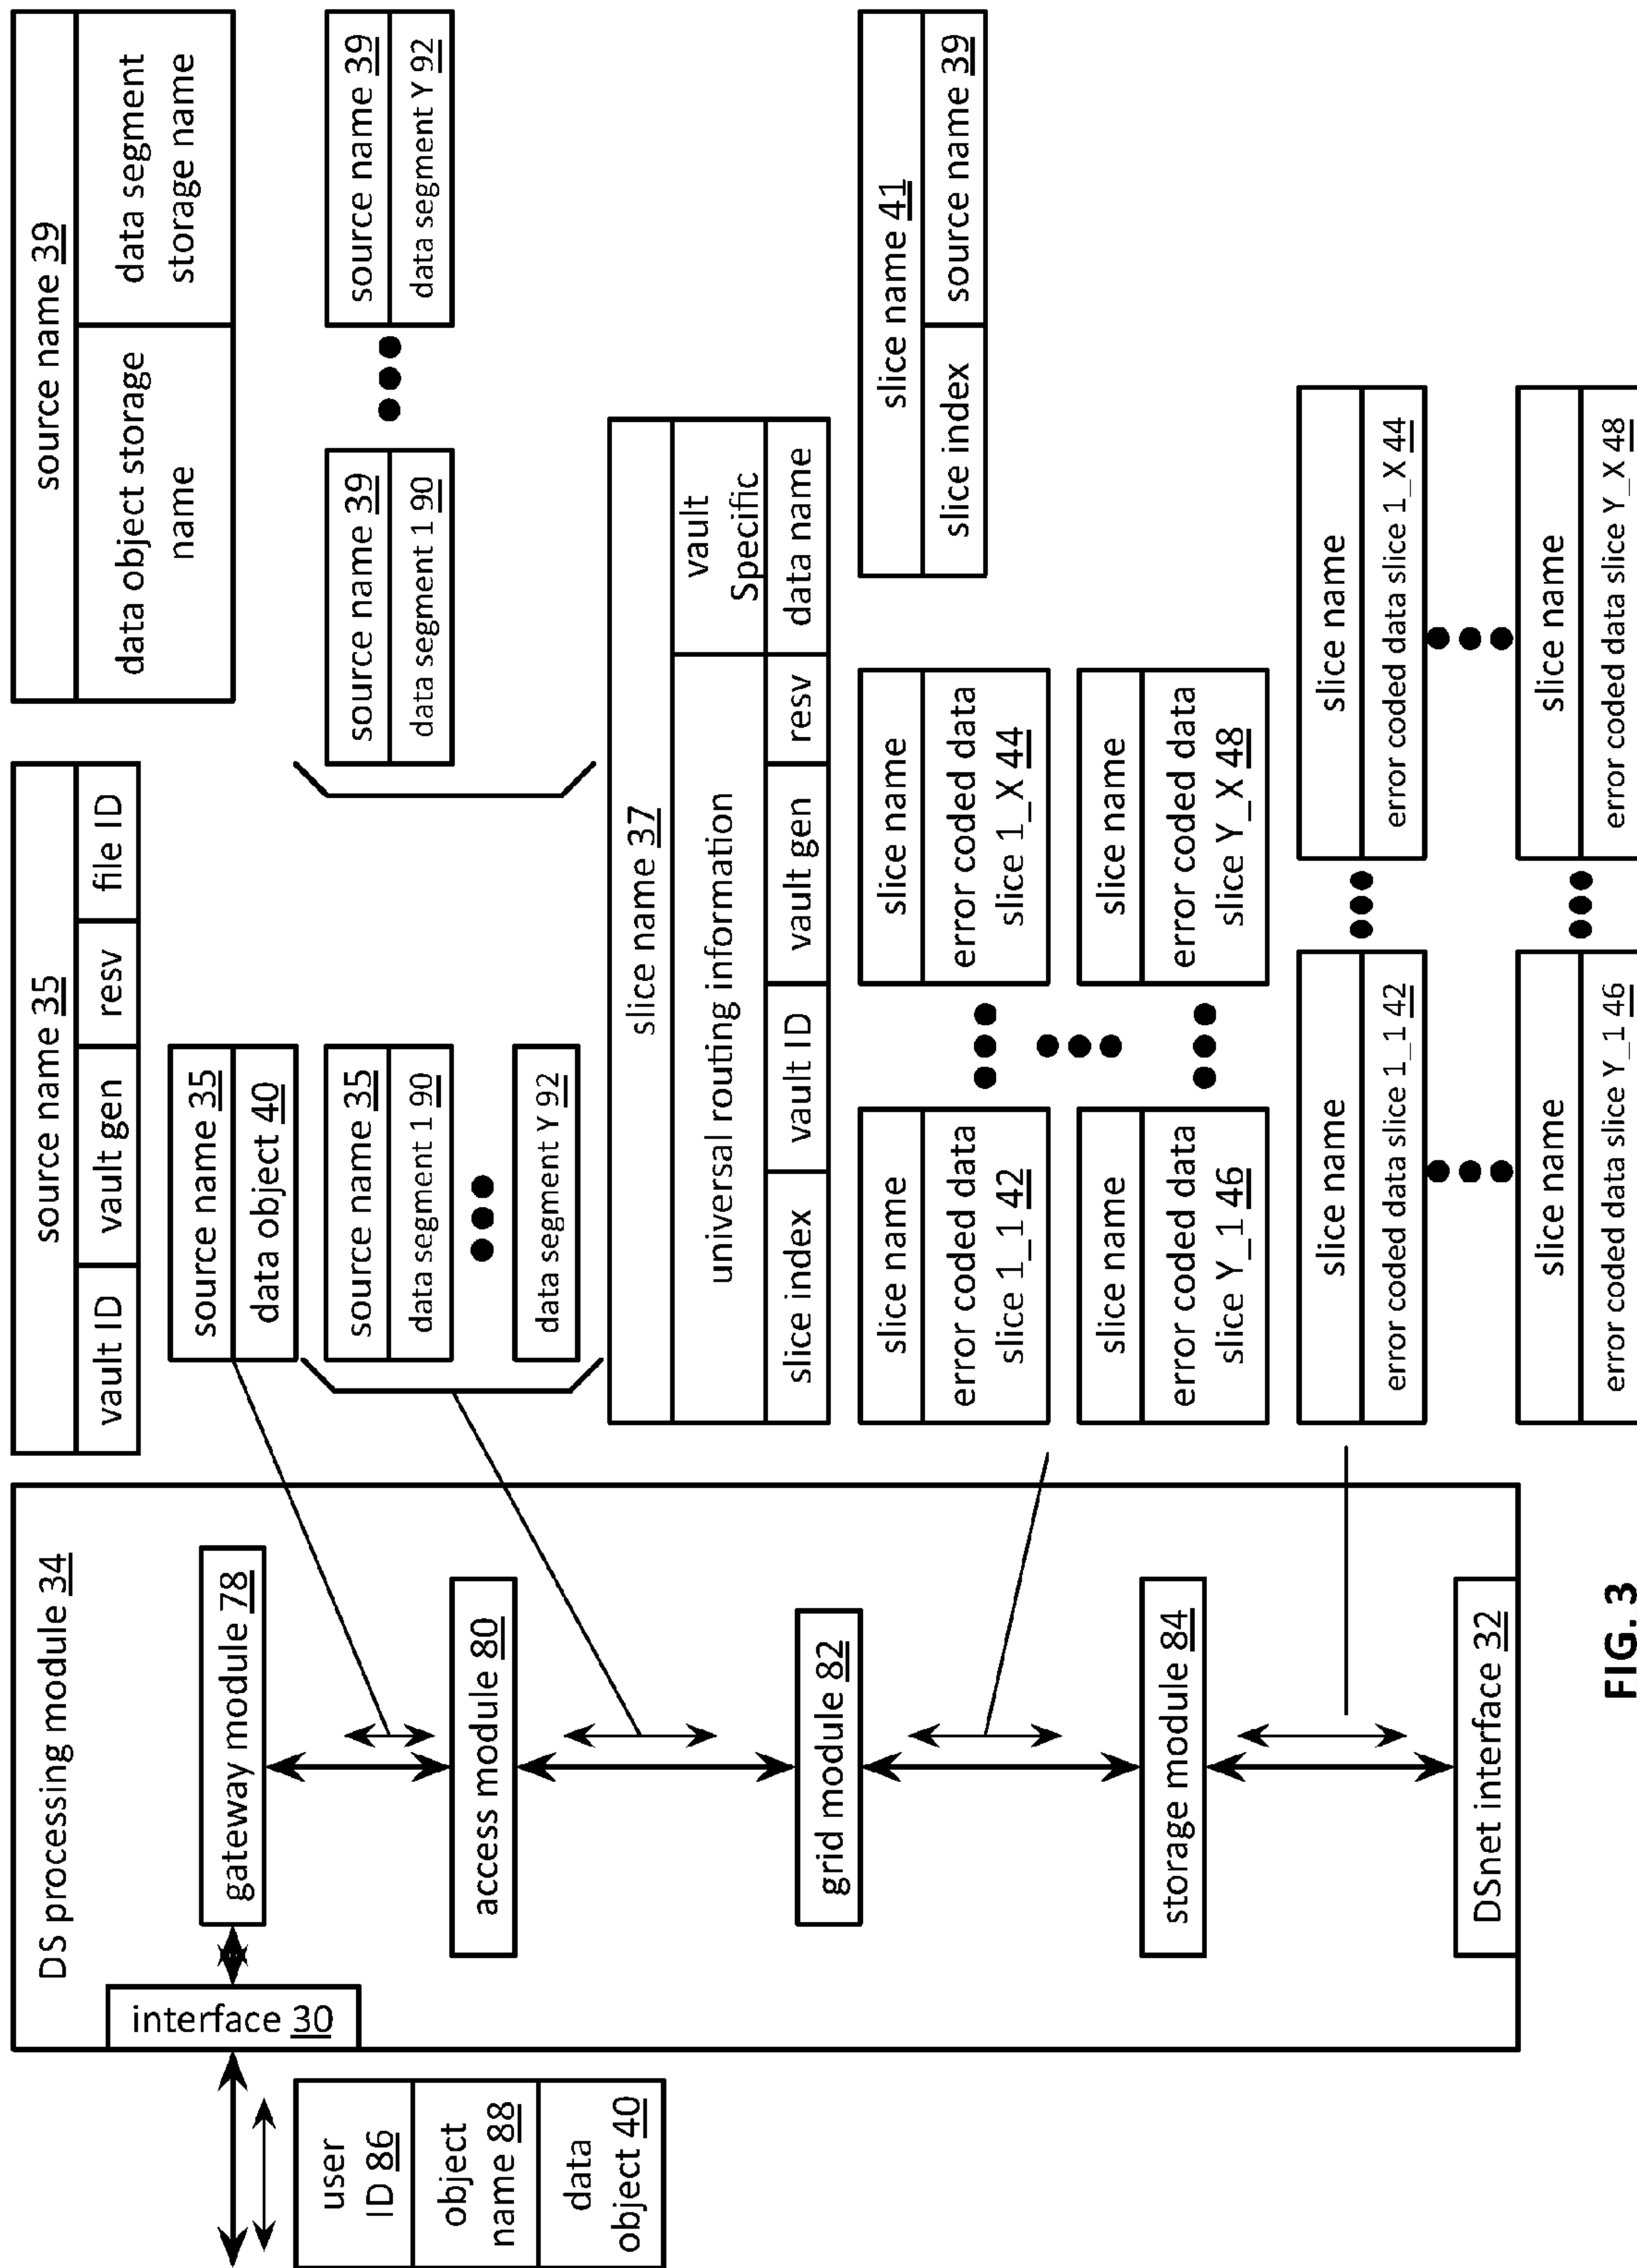 DS processing module 34
interface 30
user
ID 86
object
name 88
data
object 40
gateway module 78
access module 80
grid module 82
storage module 84
DSnet interface 32
source name 35
vault ID
vault gen
resv
file ID
source name 39
data object storage
name
data segment
storage name
source name 35
data object 40
source name 35
data segment 1 90
data segment Y 92
source name 39
data segment 1 90
source name 39
data segment Y 92
slice name 37
universal routing information
vault
Specific
slice index
vault ID
vault gen
resv
data name
slice name 41
slice index
source name 39
slice name
error coded data
slice 1_1 42
slice name
error coded data
slice 1_X 44
slice name
error coded data
slice Y_1 46
slice name
error coded data
slice Y_X 48
slice name
error coded data slice 1_1 42
slice name
error coded data slice 1_X 44
slice name
error coded data slice Y_1 46
slice name
error coded data slice Y_X 48
FIG. 3